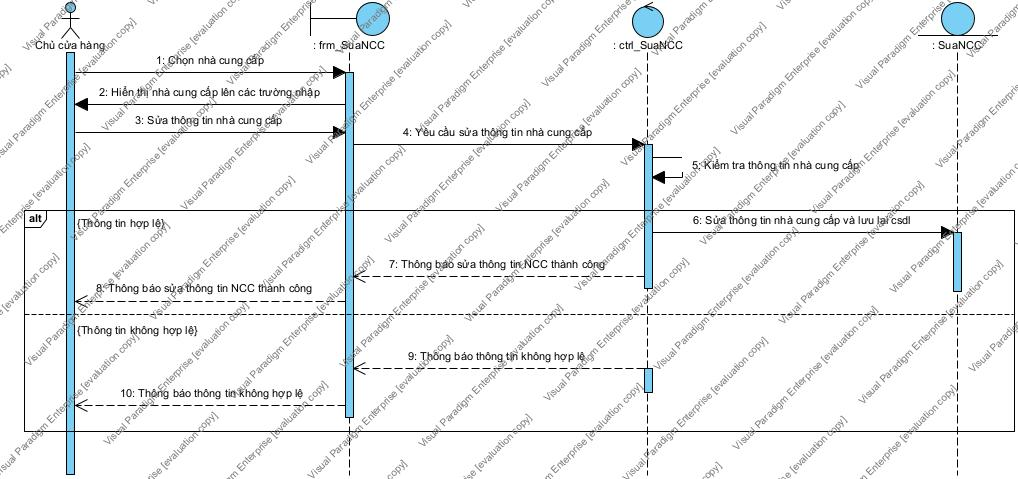 Chủ cửa hàng
: frm_SuaNCC
: ctrl_SuaNCC
: SuaNCC
1: Chọn nhà cung cấp
2: Hiển thị nhà cung cấp lên các trường nhập
3: Sửa thông tin nhà cung cấp
4: Yêu cầu sửa thông tin nhà cung cấp
5: Kiểm tra thông tin nhà cung cấp
alt
{Thông tin hợp lệ}
6: Sửa thông tin nhà cung cấp và lưu lại csdl
7: Thông báo sửa thông tin NCC thành công
8: Thông báo sửa thông tin NCC thành công
{Thông tin không hợp lệ}
9: Thông báo thông tin không hợp lệ
10: Thông báo thông tin không hợp lệ
Visual Paradigm Enterprise [evaluation copy]